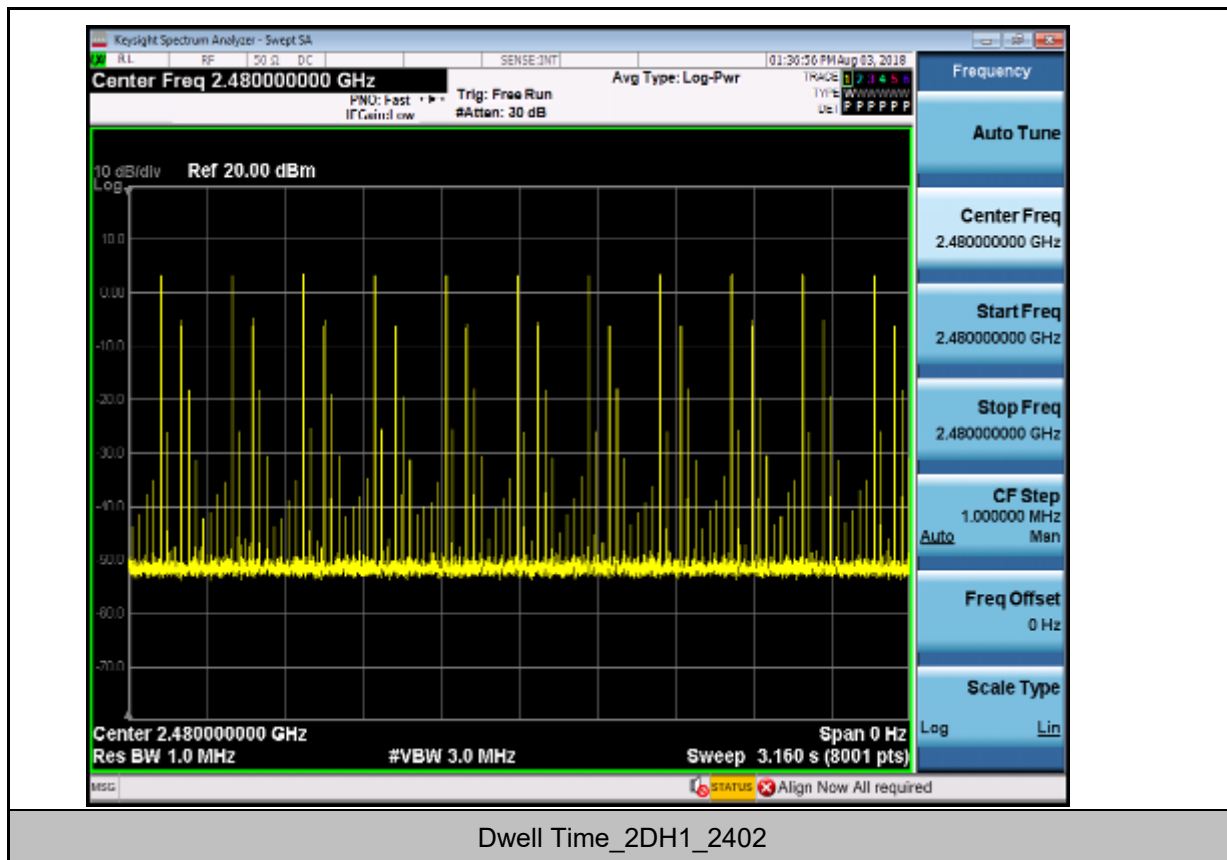 Keysight Spectrum Analyzer - Swept SA
RL RF 50 Ω DC SENSE:INT 01:36:56 PM Aug 03, 2018
Center Freq 2.480000000 GHz
Avg Type: Log-Pwr
TRACE 1 2 3 4 5 6
PNO: Fast
Trig: Free Run
TYPE WWWWWW
IFGain:Low
#Atten: 30 dB
DET P P P P P P
10 dB/div Ref 20.00 dBm
Log
10.0
0.00
-10.0
-20.0
-30.0
-40.0
-50.0
-60.0
-70.0
Center 2.480000000 GHz Span 0 Hz
Res BW 1.0 MHz #VBW 3.0 MHz Sweep 3.160 s (8001 pts)
MSG STATUS Align Now All required
Frequency
Auto Tune
Center Freq
2.480000000 GHz
Start Freq
2.480000000 GHz
Stop Freq
2.480000000 GHz
CF Step
1.000000 MHz
Auto Man
Freq Offset
0 Hz
Scale Type
Log Lin
Dwell Time_2DH1_2402